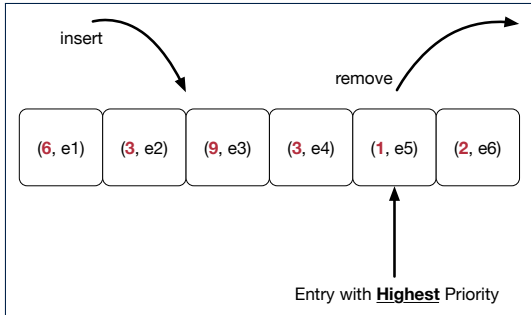 insert
remove
(6, e1) (3, e2) (9, e3) (3, e4) (1, e5) (2, e6)
Entry with Highest Priority